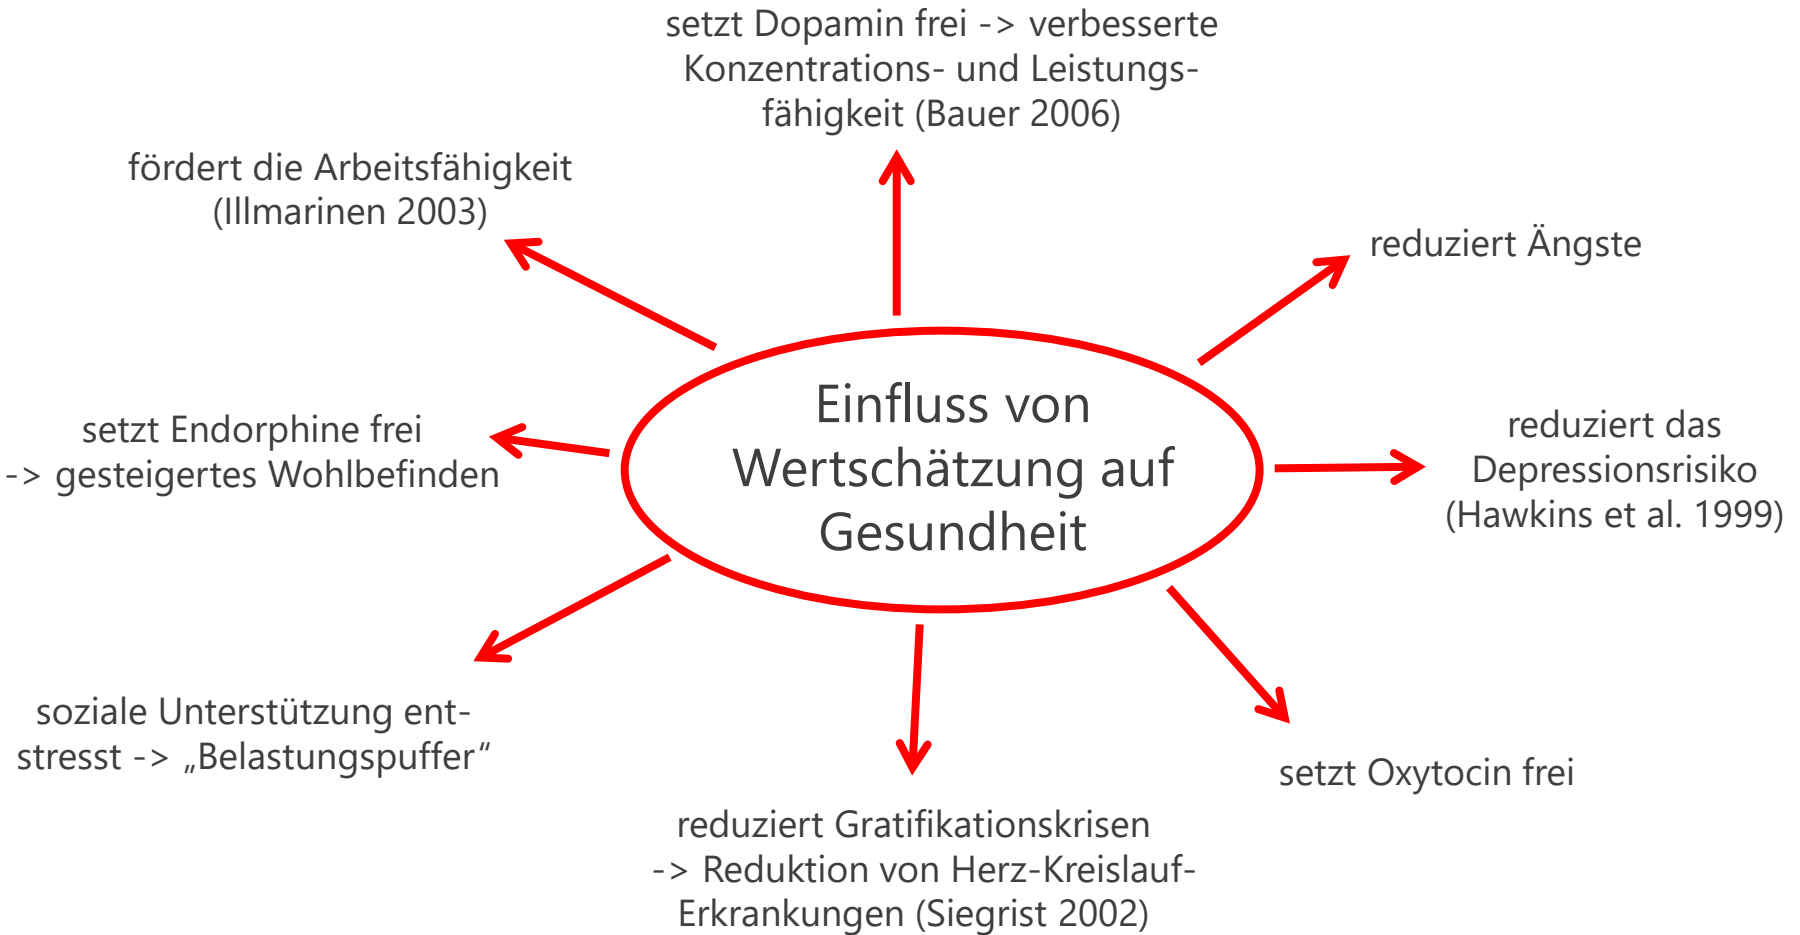 setzt Dopamin frei -> verbesserte
Konzentrations- und Leistungs-
fähigkeit (Bauer 2006)
fördert die Arbeitsfähigkeit
(Illmarinen 2003)
reduziert Ängste
Einfluss von
Wertschätzung auf
Gesundheit
setzt Endorphine frei
-> gesteigertes Wohlbefinden
reduziert das
Depressionsrisiko
(Hawkins et al. 1999)
soziale Unterstützung ent-
stresst -> „Belastungspuffer“
setzt Oxytocin frei
reduziert Gratifikationskrisen
-> Reduktion von Herz-Kreislauf-
Erkrankungen (Siegrist 2002)